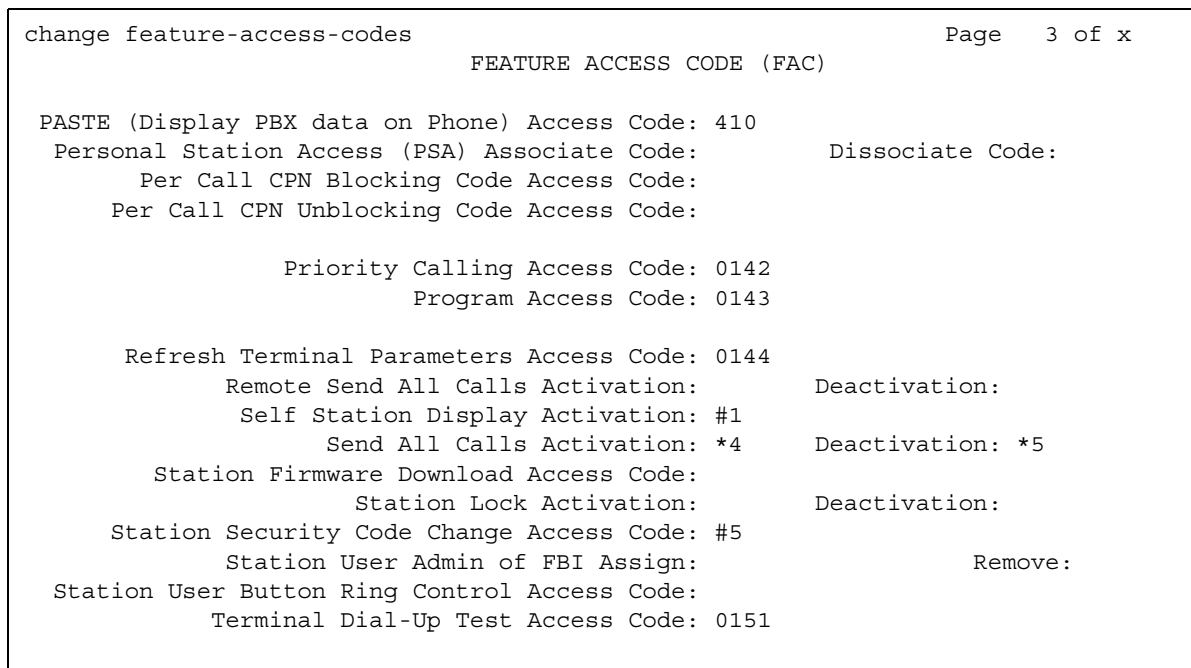 change feature-access-codes Page 3 of x
FEATURE ACCESS CODE (FAC)
PASTE (Display PBX data on Phone) Access Code: 410
Personal Station Access (PSA) Associate Code: Dissociate Code:
Per Call CPN Blocking Code Access Code:
Per Call CPN Unblocking Code Access Code:
Priority Calling Access Code: 0142
Program Access Code: 0143
Refresh Terminal Parameters Access Code: 0144
Remote Send All Calls Activation: Deactivation:
Self Station Display Activation: #1
Send All Calls Activation: *4 Deactivation: *5
Station Firmware Download Access Code:
Station Lock Activation: Deactivation:
Station Security Code Change Access Code: #5
Station User Admin of FBI Assign: Remove:
Station User Button Ring Control Access Code:
Terminal Dial-Up Test Access Code: 0151